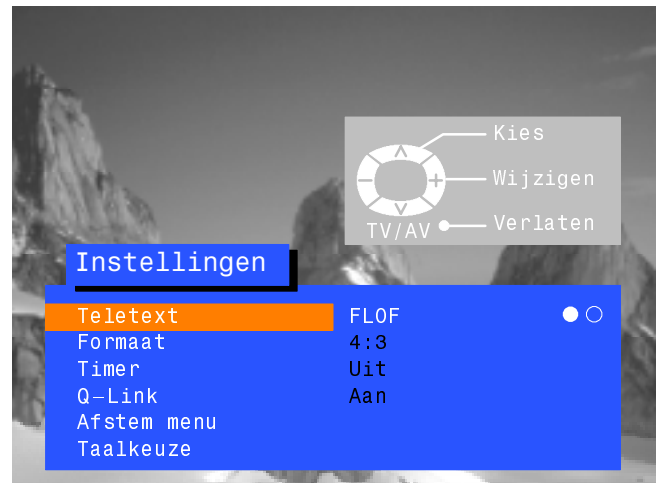 Kies
Wijzigen
TV/AV Verlaten
Instellingen
Teletext FLOF
Formaat 4:3
Timer Uit
Q-Link Aan
Afstem menu
Taalkeuze